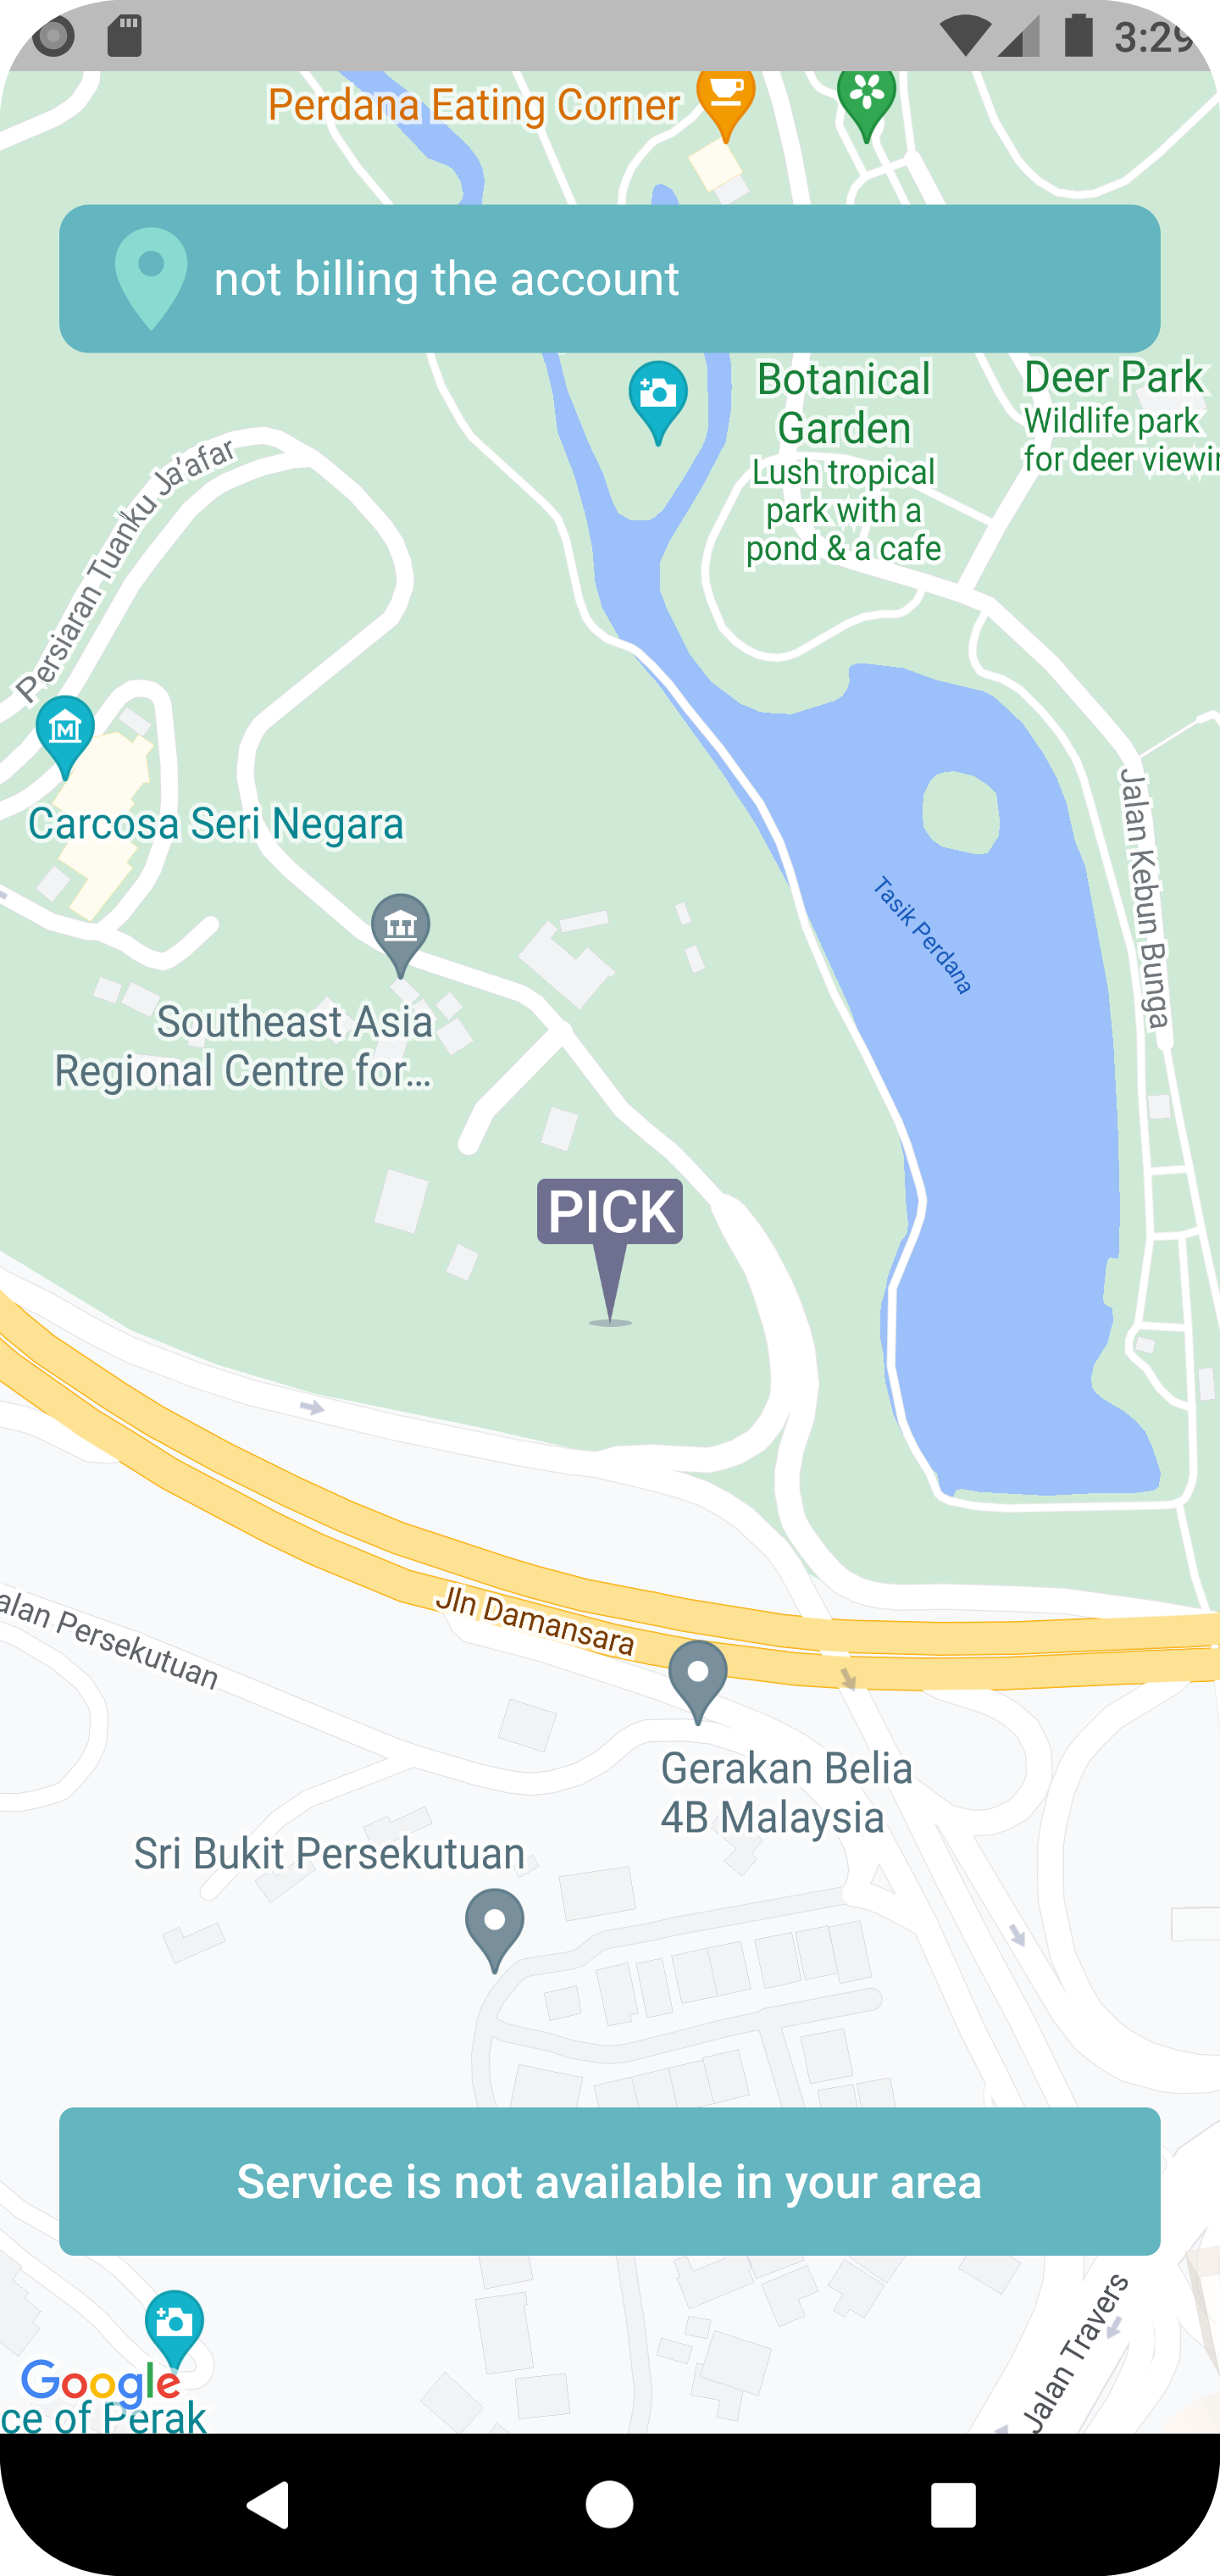 3:29
Perdana Eating Corner
not billing the account
Botanical
Garden
Lush tropical
park with a
pond & a cafe
Deer Park
Wildlife park
for deer viewin
Persiaran Tuanku Ja'afar
Carcosa Seri Negara
Jalan Kebun Bunga
Tasik Perdana
Southeast Asia
Regional Centre for...
PICK
Jln Damansara
alan Persekutuan
Gerakan Belia
4B Malaysia
Sri Bukit Persekutuan
Service is not available in your area
Jalan Travers
Google
ce of Perak